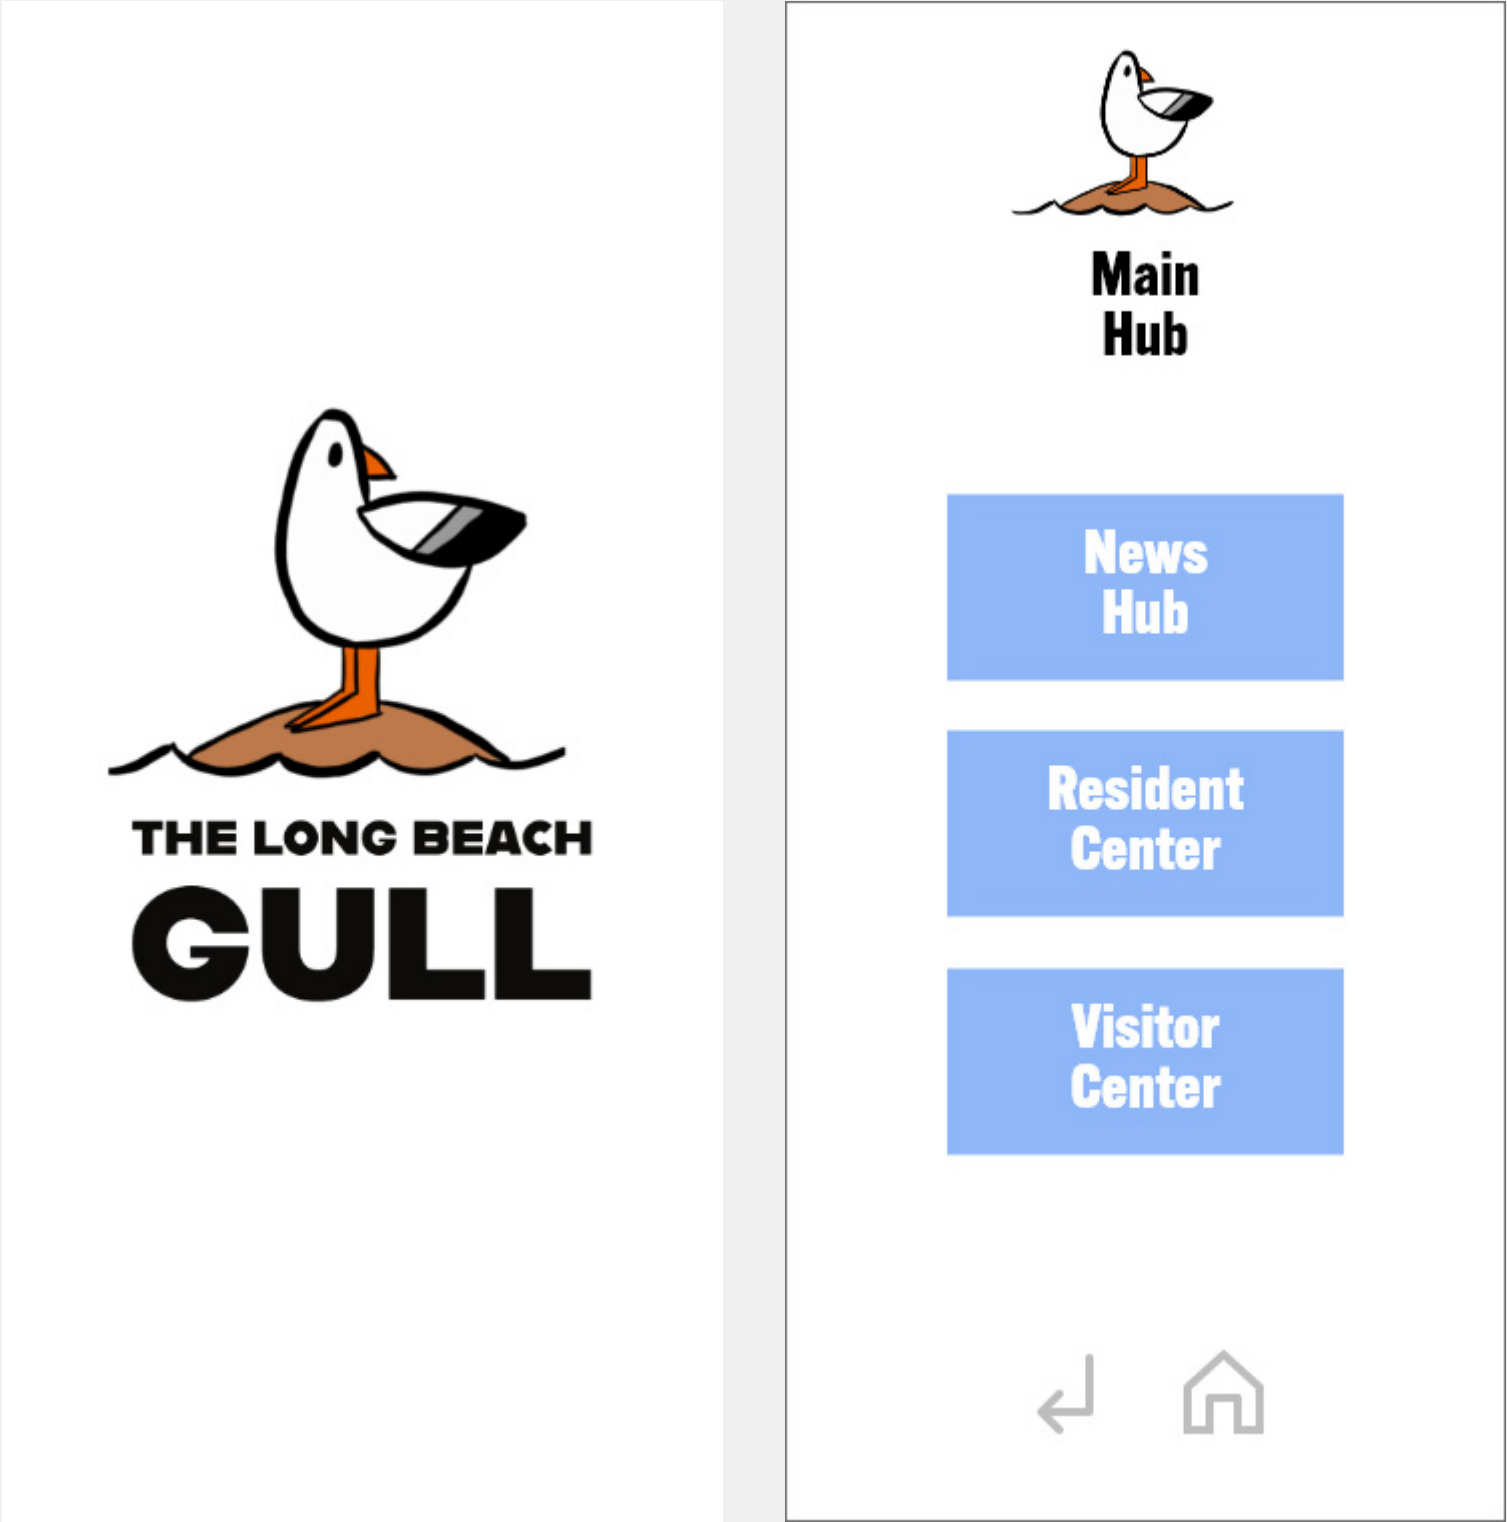 THE LONG BEACH
GULL
Main
Hub
News
Hub
Resident
Center
Visitor
Center